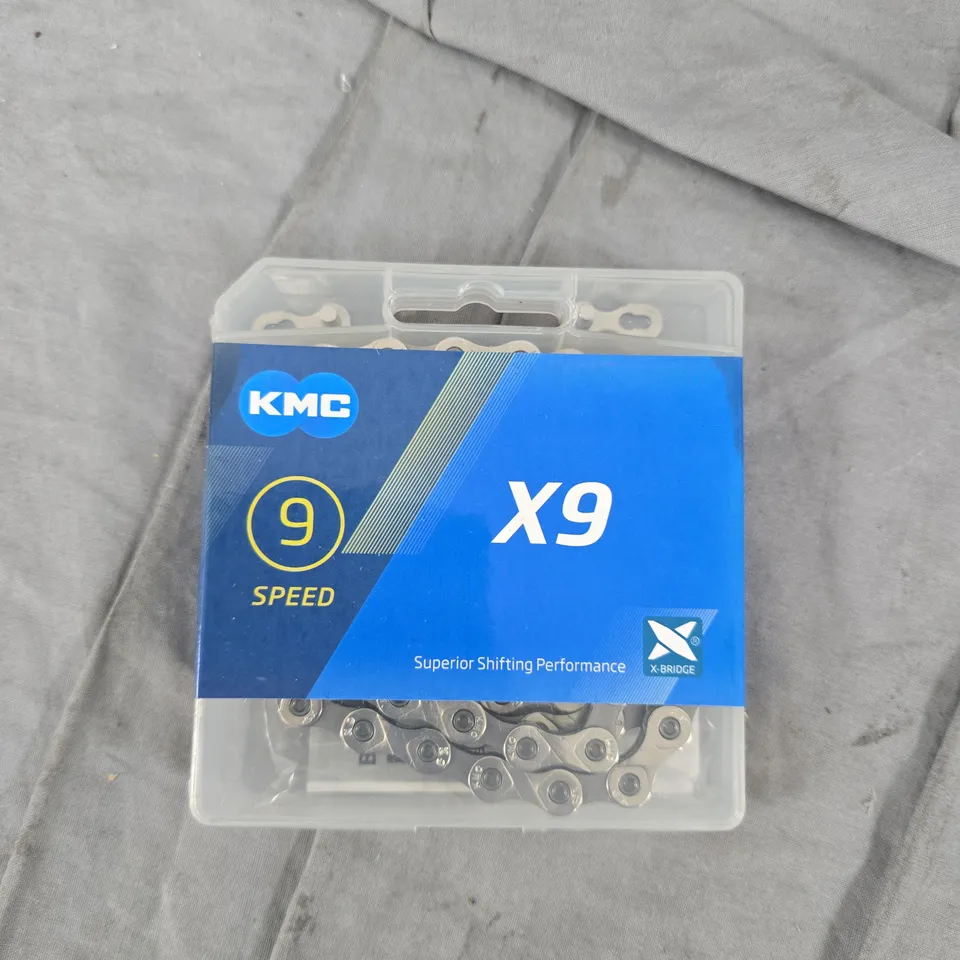 KMC
9
SPEED
X9
Superior Shifting Performance
X®
X-BRIDGE